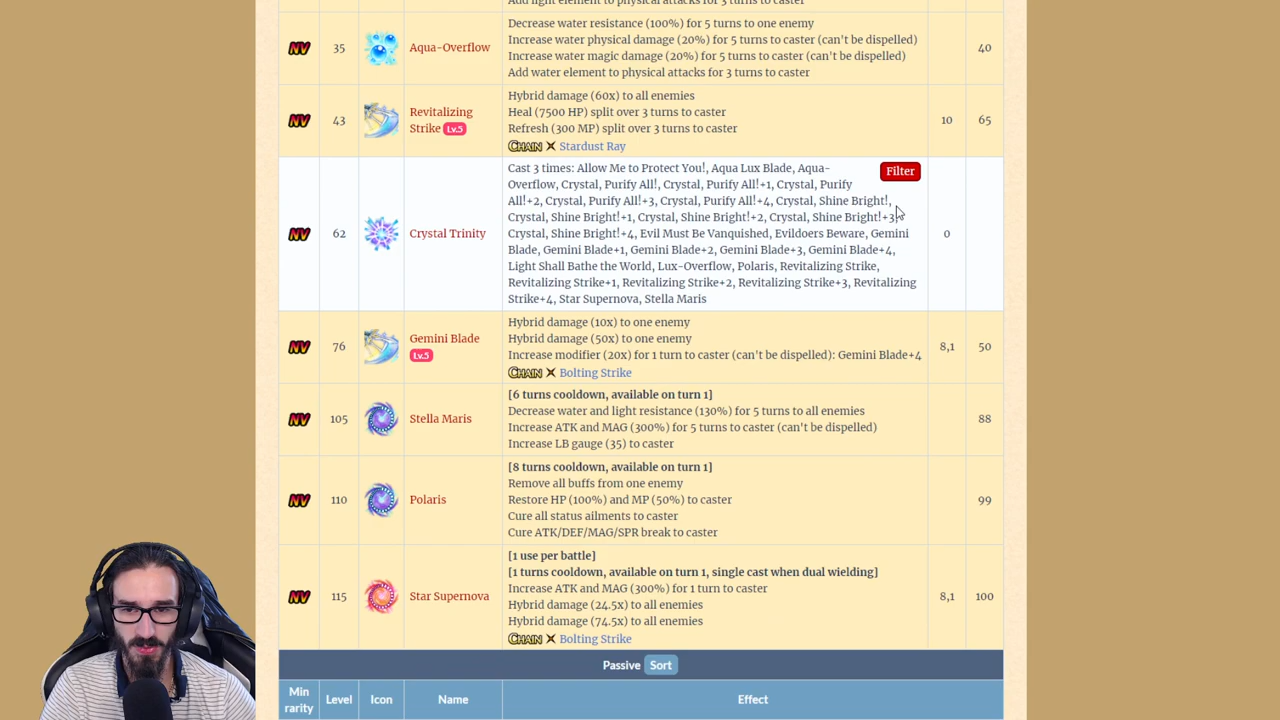 Add light element to physical attacks for 3 turns to caster
NV 35 Aqua-Overflow
Decrease water resistance (100%) for 5 turns to one enemy
Increase water physical damage (20%) for 5 turns to caster (can't be dispelled)
Increase water magic damage (20%) for 5 turns to caster (can't be dispelled)
Add water element to physical attacks for 3 turns to caster
40
NV 43 Revitalizing
Strike Lv.5
Hybrid damage (60x) to all enemies
Heal (7500 HP) split over 3 turns to caster
Refresh (300 MP) split over 3 turns to caster
CHAIN Stardust Ray
10 65
NV 62 Crystal Trinity
Cast 3 times: Allow Me to Protect You!, Aqua Lux Blade, Aqua-
Overflow, Crystal, Purify All!, Crystal, Purify All!+1, Crystal, Purify
All!+2, Crystal, Purify All!+3, Crystal, Purify All!+4, Crystal, Shine Bright!,
Crystal, Shine Bright!+1, Crystal, Shine Bright!+2, Crystal, Shine Bright!+3,
Crystal, Shine Bright!+4, Evil Must Be Vanquished, Evildoers Beware, Gemini
Blade, Gemini Blade+1, Gemini Blade+2, Gemini Blade+3, Gemini Blade+4,
Light Shall Bathe the World, Lux-Overflow, Polaris, Revitalizing Strike,
Revitalizing Strike+1, Revitalizing Strike+2, Revitalizing Strike+3, Revitalizing
Strike+4, Star Supernova, Stella Maris
Filter
0
NV 76 Gemini Blade
Lv.5
Hybrid damage (10x) to one enemy
Hybrid damage (50x) to one enemy
Increase modifier (20x) for 1 turn to caster (can't be dispelled): Gemini Blade+4
CHAIN Bolting Strike
8,1 50
NV 105 Stella Maris
[6 turns cooldown, available on turn 1]
Decrease water and light resistance (130%) for 5 turns to all enemies
Increase ATK and MAG (300%) for 5 turns to caster (can't be dispelled)
Increase LB gauge (35) to caster
88
NV 110 Polaris
[8 turns cooldown, available on turn 1]
Remove all buffs from one enemy
Restore HP (100%) and MP (50%) to caster
Cure all status ailments to caster
Cure ATK/DEF/MAG/SPR break to caster
99
NV 115 Star Supernova
[1 use per battle]
[1 turns cooldown, available on turn 1, single cast when dual wielding]
Increase ATK and MAG (300%) for 1 turn to caster
Hybrid damage (24.5x) to all enemies
Hybrid damage (74.5x) to all enemies
CHAIN Bolting Strike
8,1 100
Passive Sort
Min
rarity Level Icon Name Effect